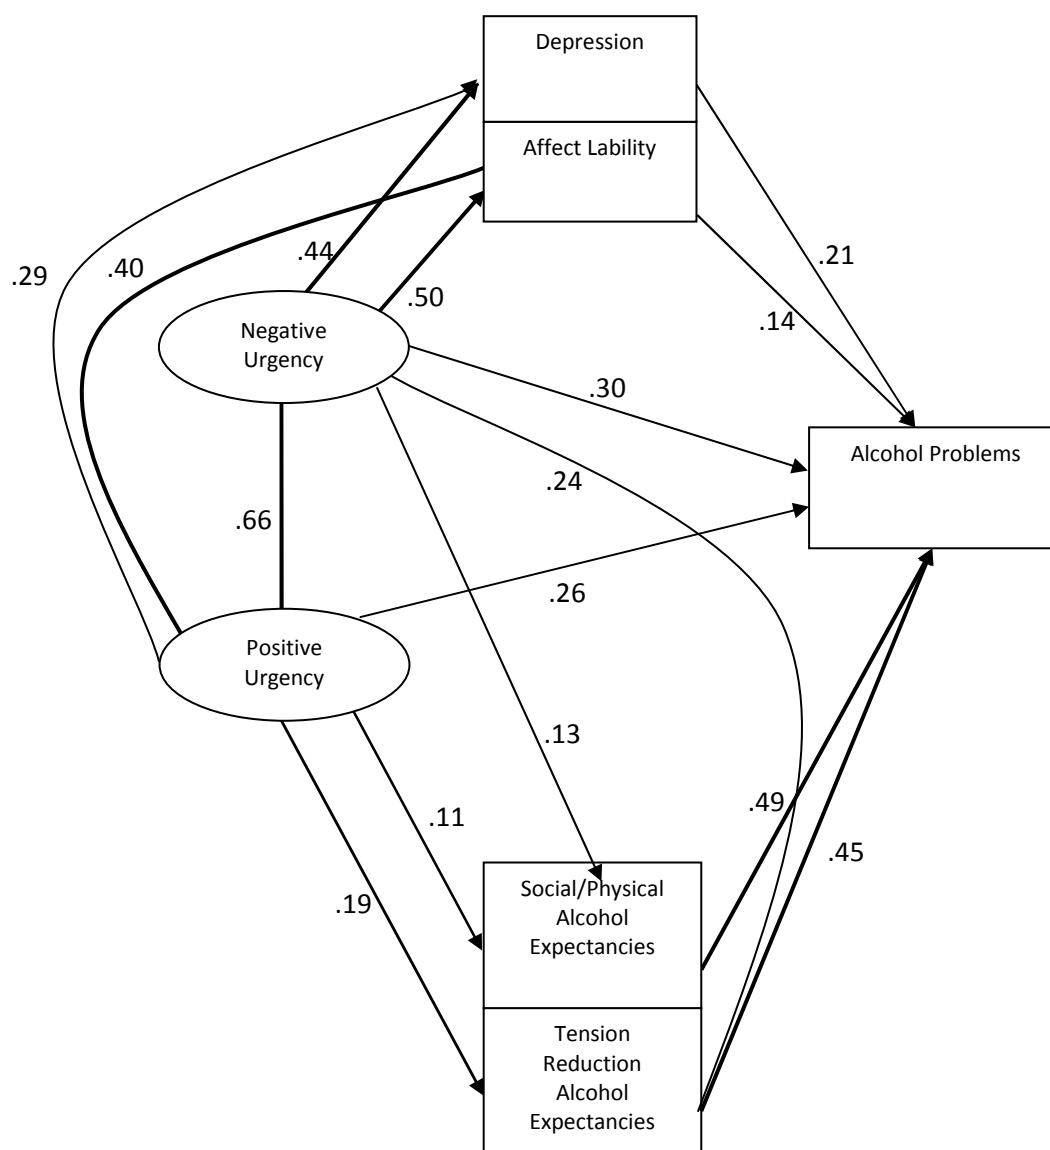 Depression
Affect Lability
.29
.40
.44
.50
.21
.14
Negative
Urgency
.30
.24
Alcohol Problems
.66
.26
Positive
Urgency
.13
.11
.19
.49
.45
Social/Physical
Alcohol
Expectancies
Tension
Reduction
Alcohol
Expectancies